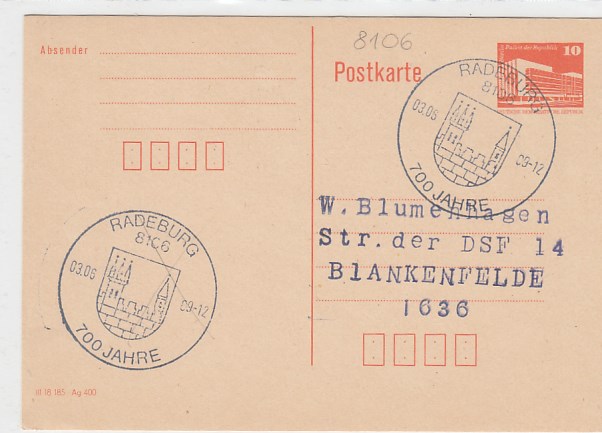 8106
Absender
Postkarte
Palast der Republik
10
RADEBURG
8106
03.06
09-12
700 JAHRE
W. Blumenhagen
Str. der DSF 14
BlANKENFELDE
1636
RADEBURG
8106
03.06
09-12
700 JAHRE
III 18 185 Ag 400